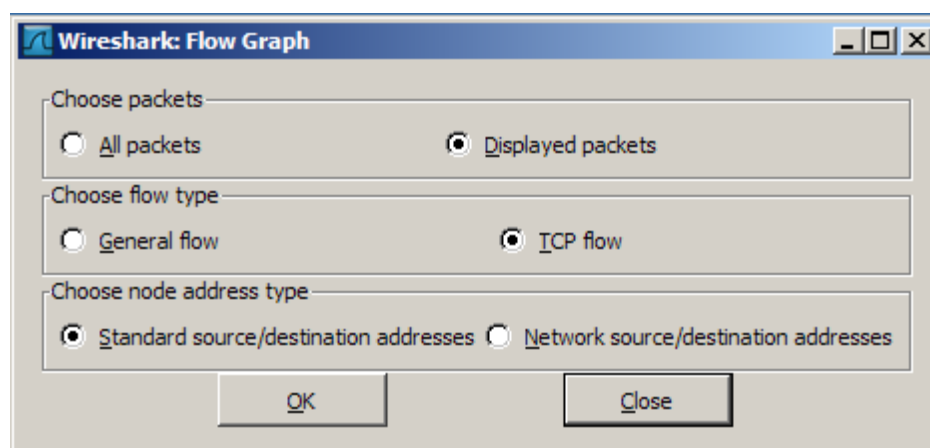 Wireshark: Flow Graph
Choose packets
All packets
Displayed packets
Choose flow type
General flow
TCP flow
Choose node address type
Standard source/destination addresses
Network source/destination addresses
OK
Close